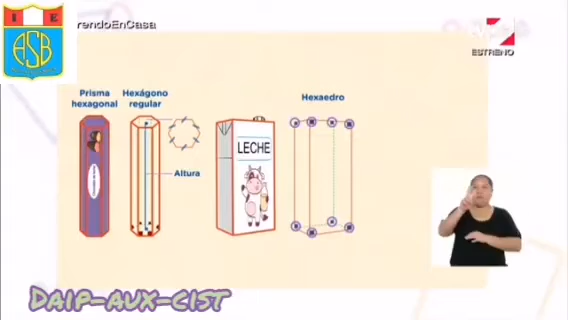 I E
ASB
rendoEnCasa
ESTRENO
Prisma
hexagonal
Hexágono
regular
Hexaedro
LECHE
Altura
DAIP-AUX-CIST